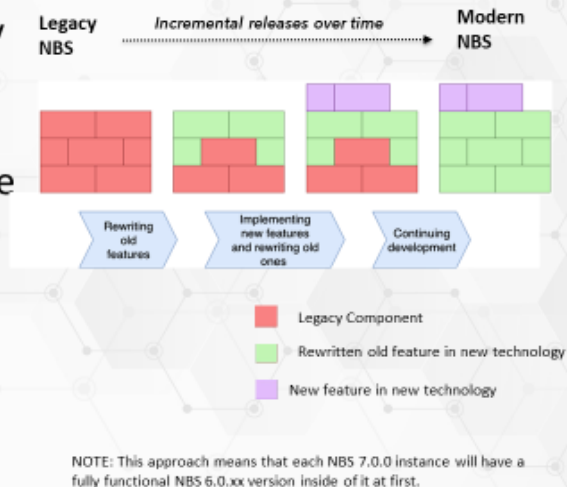 Legacy
NBS
Incremental releases over time
Modern
NBS
Rewriting
old
features
Implementing
new features
and rewriting old
ones
Continuing
development
Legacy Component
Rewritten old feature in new technology
New feature in new technology
NOTE: This approach means that each NBS 7.0.0 instance will have a
fully functional NBS 6.0.xx version inside of it at first.